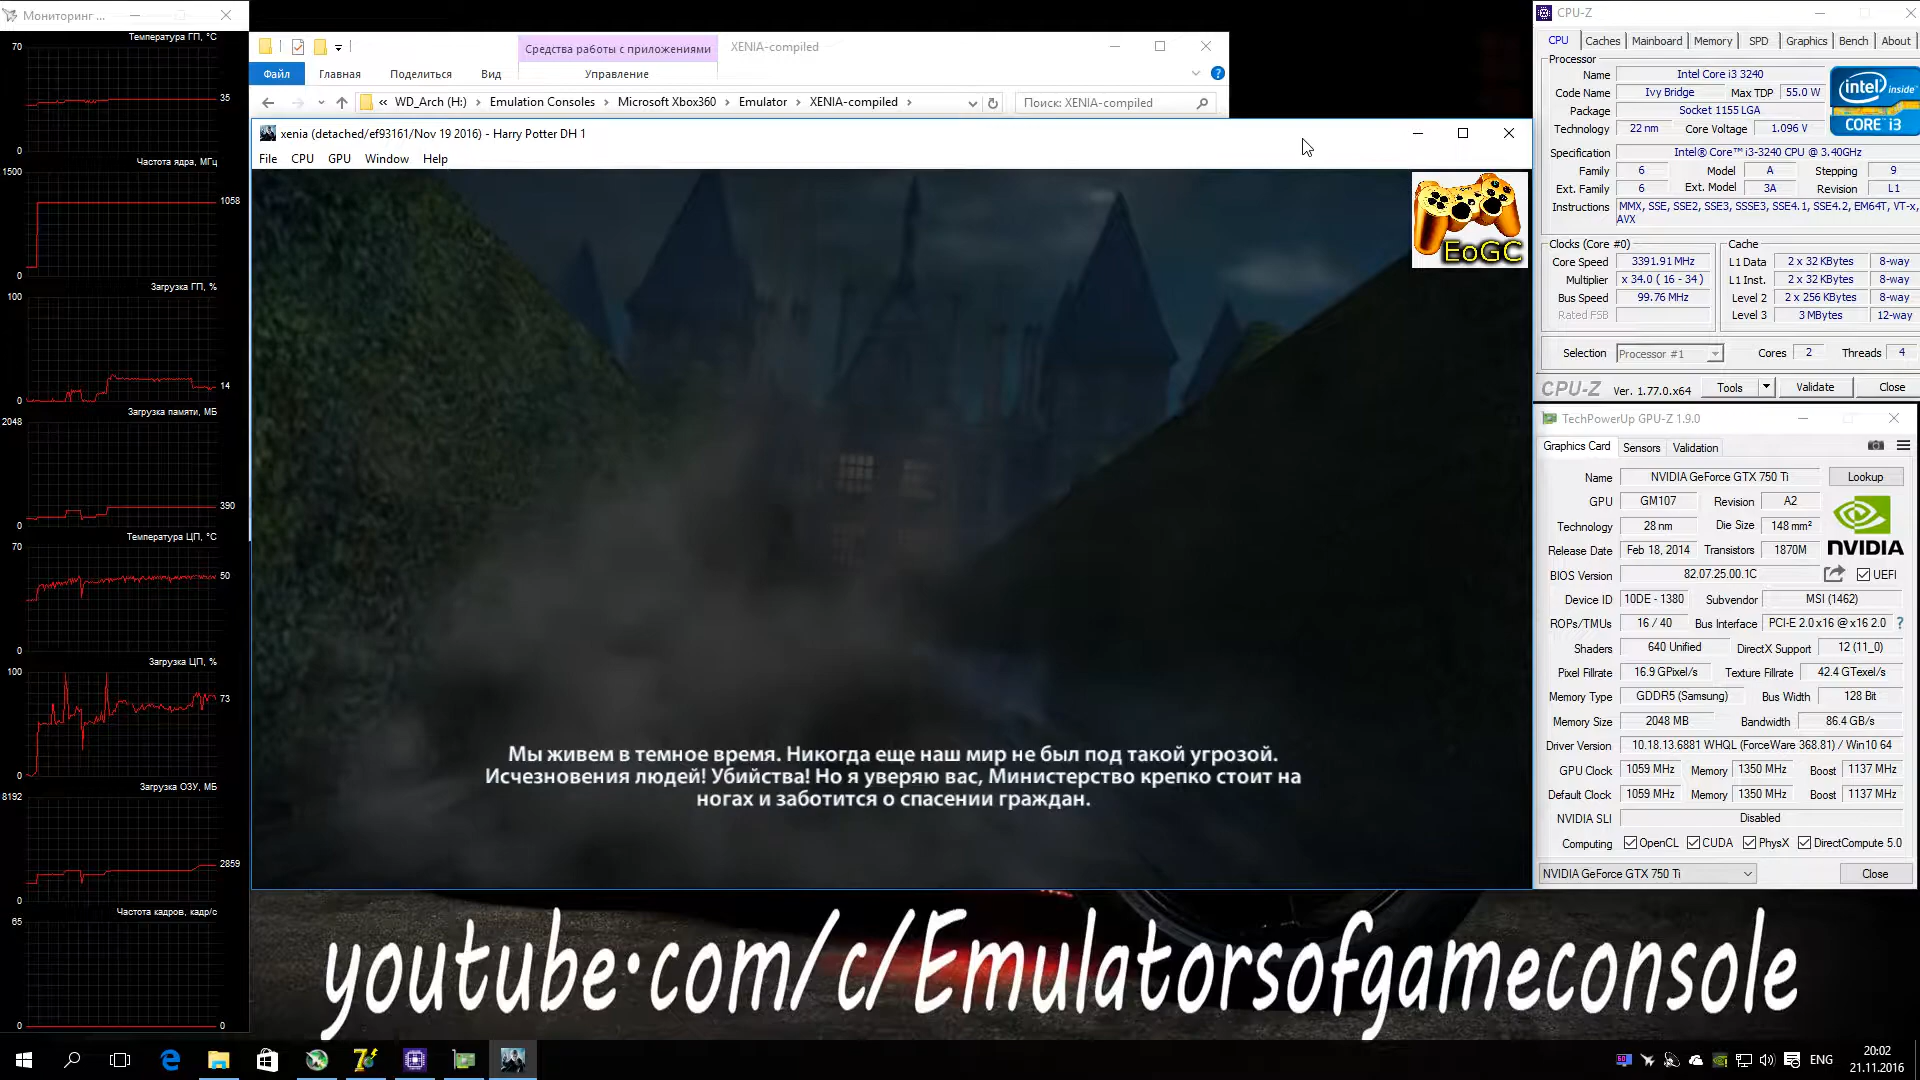 Мониторинг ...
Температура ГП, °C
70
35
0
Частота ядра, МГц
1500
1058
0
Загрузка ГП, %
100
14
0
Загрузка памяти, МБ
2048
390
0
Температура ЦП, °C
70
50
0
Загрузка ЦП, %
100
73
0
Загрузка ОЗУ, МБ
8192
2859
0
Частота кадров, кадр/с
65
0
0
Средства работы с приложениями
XENIA-compiled
Файл
Главная
Поделиться
Вид
Управление
« WD_Arch (H:) › Emulation Consoles › Microsoft Xbox360 › Emulator › XENIA-compiled ›
Поиск: XENIA-compiled
xenia (detached/ef93161/Nov 19 2016) - Harry Potter DH 1
File CPU GPU Window Help
EoGC
Мы живем в темное время. Никогда еще наш мир не был под такой угрозой.
Исчезновения людей! Убийства! Но я уверяю вас, Министерство крепко стоит на
ногах и заботится о спасении граждан.
CPU-Z
CPU Caches Mainboard Memory SPD Graphics Bench About
Processor
Name Intel Core i3 3240
Code Name Ivy Bridge Max TDP 55.0 W
Package Socket 1155 LGA
Technology 22 nm Core Voltage 1.096 V
intel inside™
CORE i3
Specification Intel® Core™ i3-3240 CPU @ 3.40GHz
Family 6 Model A Stepping 9
Ext. Family 6 Ext. Model 3A Revision L1
Instructions MMX, SSE, SSE2, SSE3, SSSE3, SSE4.1, SSE4.2, EM64T, VT-x,
AVX
Clocks (Core #0)
Core Speed 3391.91 MHz
Multiplier x 34.0 ( 16 - 34 )
Bus Speed 99.76 MHz
Rated FSB
Cache
L1 Data 2 x 32 KBytes 8-way
L1 Inst. 2 x 32 KBytes 8-way
Level 2 2 x 256 KBytes 8-way
Level 3 3 MBytes 12-way
Selection Processor #1 Cores 2 Threads 4
CPU-Z Ver. 1.77.0.x64 Tools Validate Close
TechPowerUp GPU-Z 1.9.0
Graphics Card Sensors Validation
Name NVIDIA GeForce GTX 750 Ti Lookup
GPU GM107 Revision A2
Technology 28 nm Die Size 148 mm²
Release Date Feb 18, 2014 Transistors 1870M
NVIDIA
BIOS Version 82.07.25.00.1C UEFI
Device ID 10DE - 1380 Subvendor MSI (1462)
ROPs/TMUs 16 / 40 Bus Interface PCI-E 2.0 x16 @ x16 2.0 ?
Shaders 640 Unified DirectX Support 12 (11_0)
Pixel Fillrate 16.9 GPixel/s Texture Fillrate 42.4 GTexel/s
Memory Type GDDR5 (Samsung) Bus Width 128 Bit
Memory Size 2048 MB Bandwidth 86.4 GB/s
Driver Version 10.18.13.6881 WHQL (ForceWare 368.81) / Win10 64
GPU Clock 1059 MHz Memory 1350 MHz Boost 1137 MHz
Default Clock 1059 MHz Memory 1350 MHz Boost 1137 MHz
NVIDIA SLI Disabled
Computing OpenCL CUDA PhysX DirectCompute 5.0
NVIDIA GeForce GTX 750 Ti Close
youtube.com/c/Emulatorsofgameconsole
60
ENG
20:02
21.11.2016